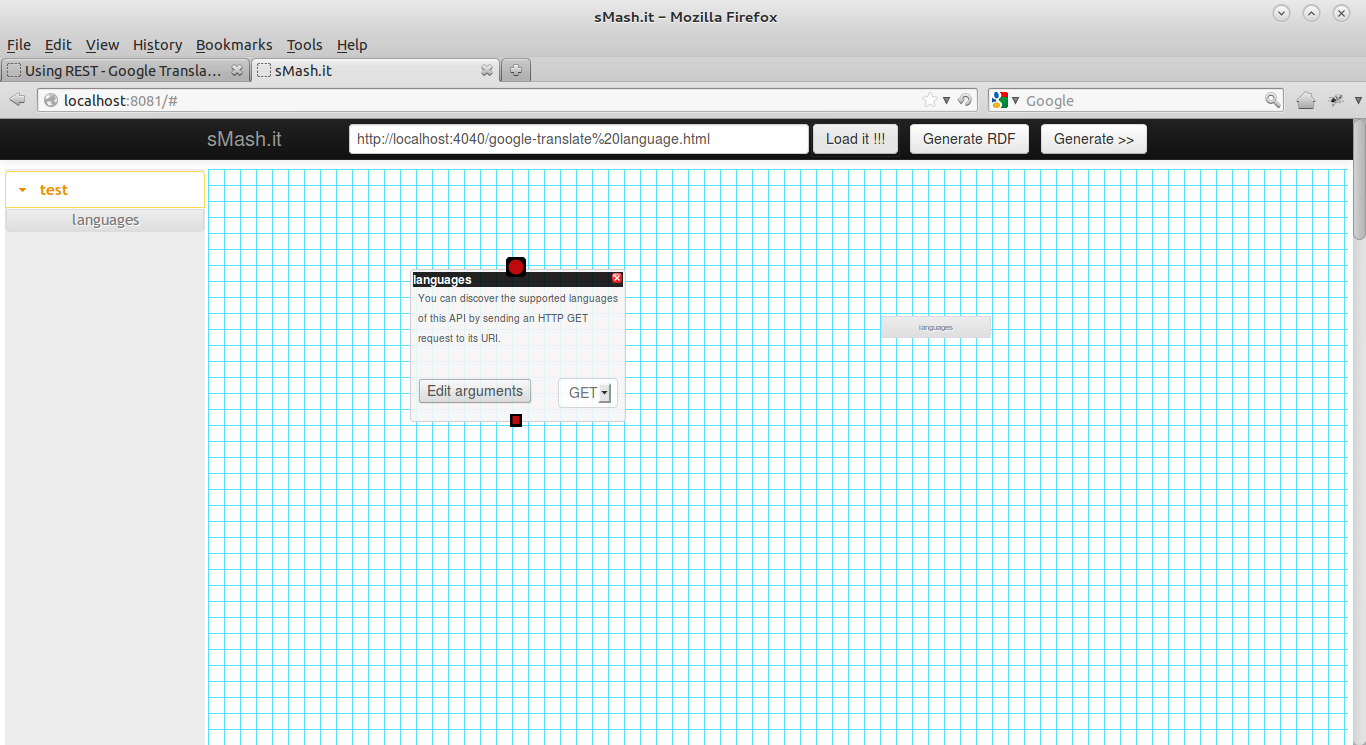 sMash.it - Mozilla Firefox
File Edit View History Bookmarks Tools Help
Using REST - Google Transla... sMash.it
localhost:8081/# Google
sMash.it http://localhost:4040/google-translate%20language.html Load it !!! Generate RDF Generate >>
test
languages
languages
You can discover the supported languages
of this API by sending an HTTP GET
request to its URI.
Edit arguments GET
languages